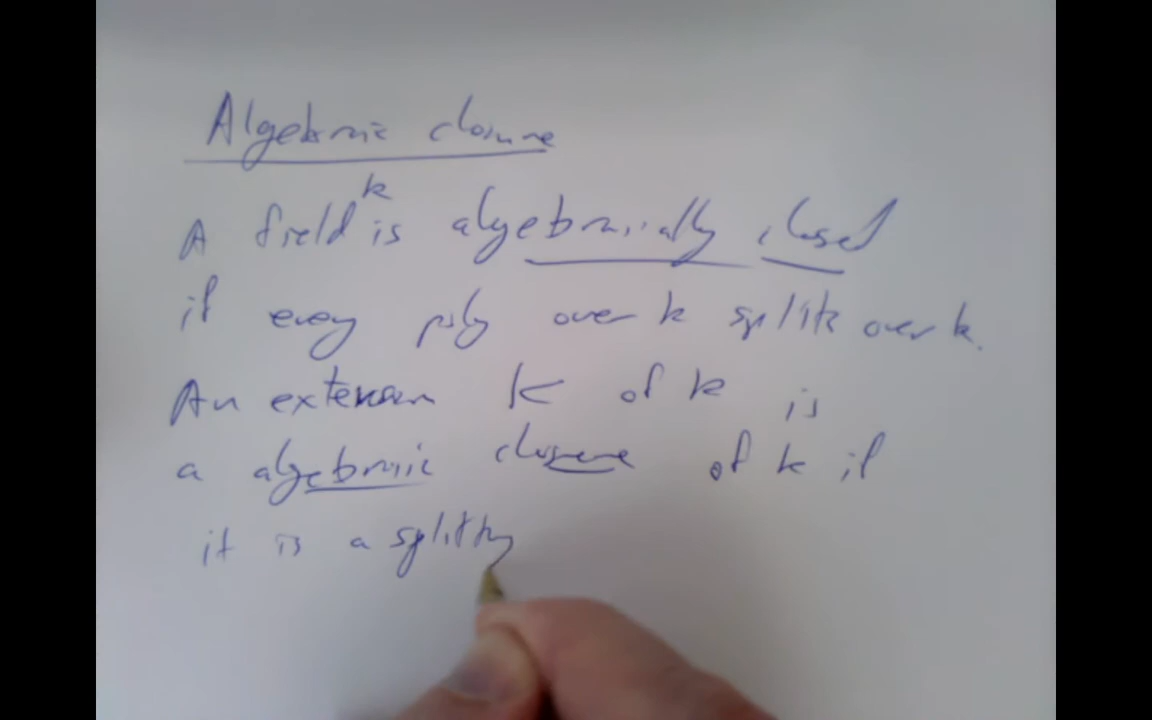 Algebraic closure
k
A field is algebraically closed
if every poly over k splits over k.
An extension K of k is
a algebraic closure of k if
it is a splitting